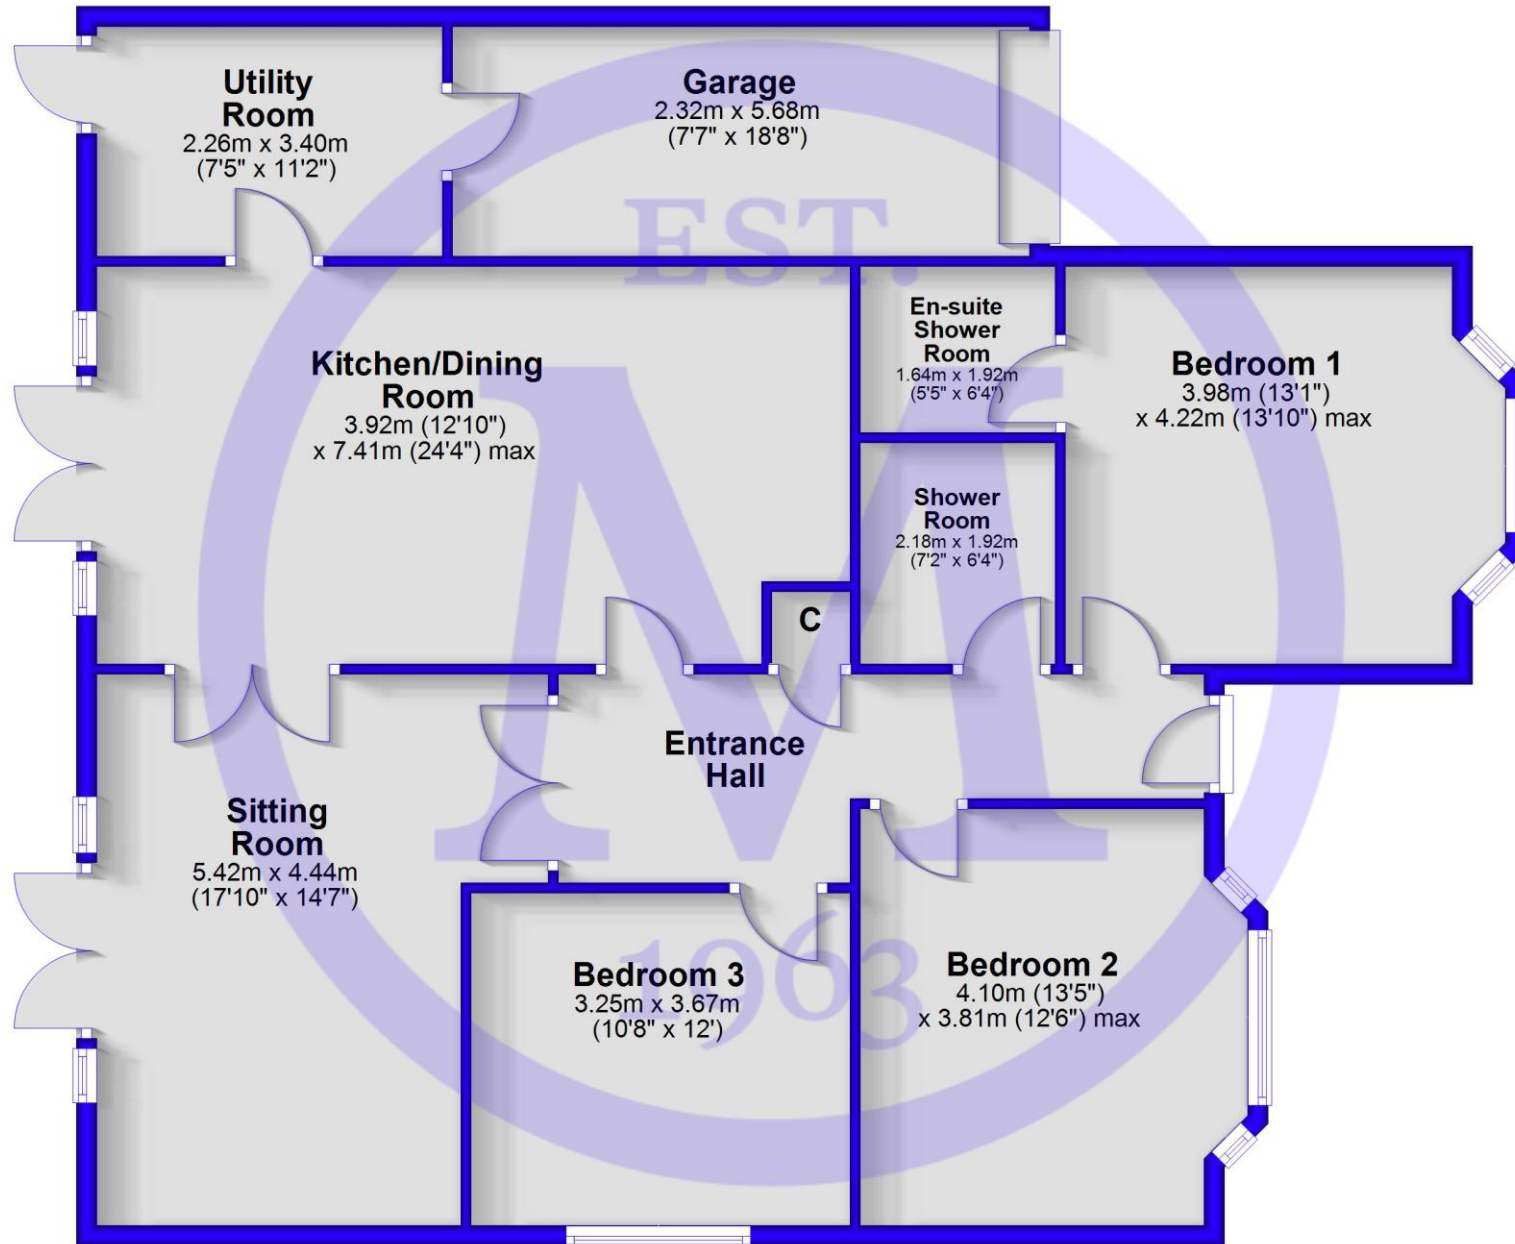 Utility
Room
2.26m x 3.40m
(7'5" x 11'2")
Garage
2.32m x 5.68m
(7'7" x 18'8")
EST.
Kitchen/Dining
Room
3.92m (12'10")
x 7.41m (24'4") max
En-suite
Shower
Room
1.64m x 1.92m
(5'5" x 6'4")
Bedroom 1
3.98m (13'1")
x 4.22m (13'10") max
Shower
Room
2.18m x 1.92m
(7'2" x 6'4")
C
M
Entrance
Hall
Sitting
Room
5.42m x 4.44m
(17'10" x 14'7")
Bedroom 3
3.25m x 3.67m
(10'8" x 12')
Bedroom 2
4.10m (13'5")
x 3.81m (12'6") max
1963